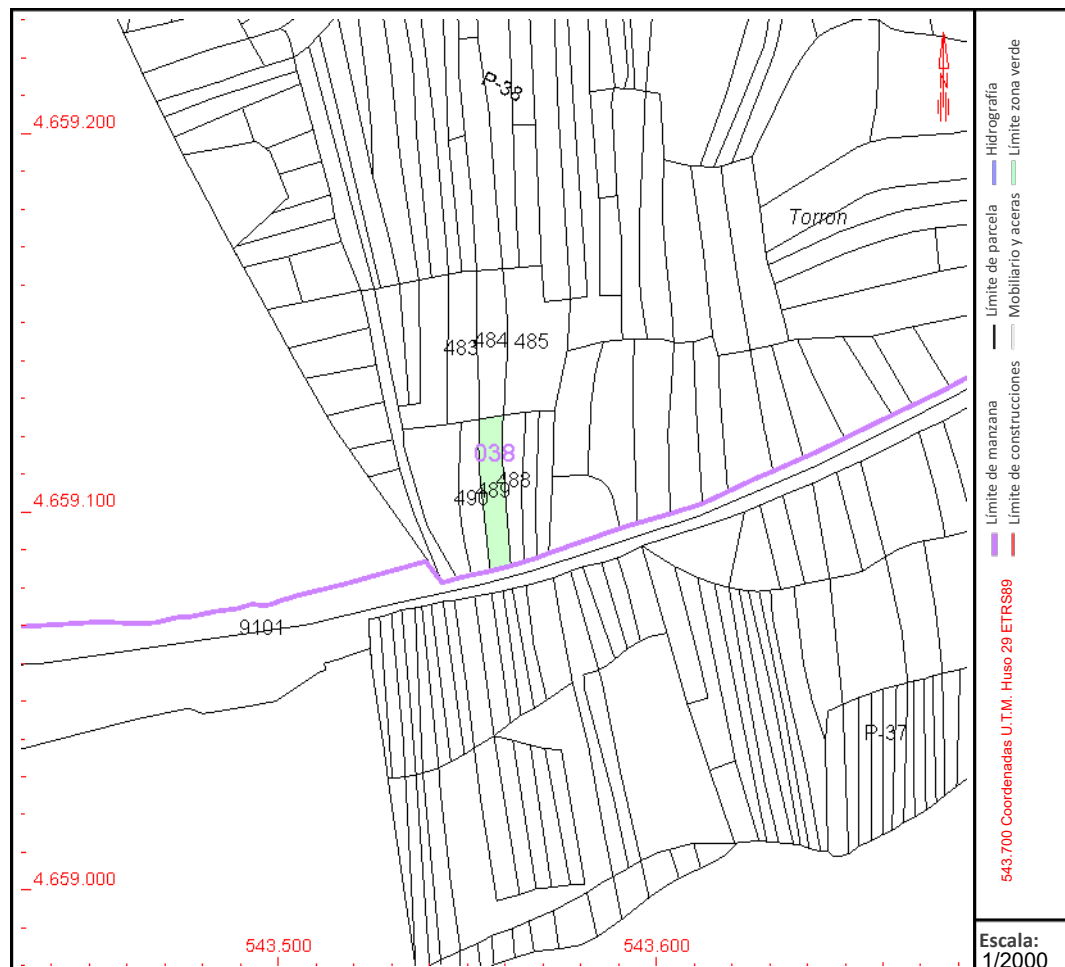 P-38
4.659.200
Torron
483 484 485
038
488
489
490
4.659.100
9101
P-37
4.659.000
543.500
543.600
N
Hidrografía
Límite zona verde
Límite de parcela
Mobiliario y aceras
Límite de manzana
Límite de construcciones
543.700 Coordenadas U.T.M. Huso 29 ETRS89
Escala:
1/2000